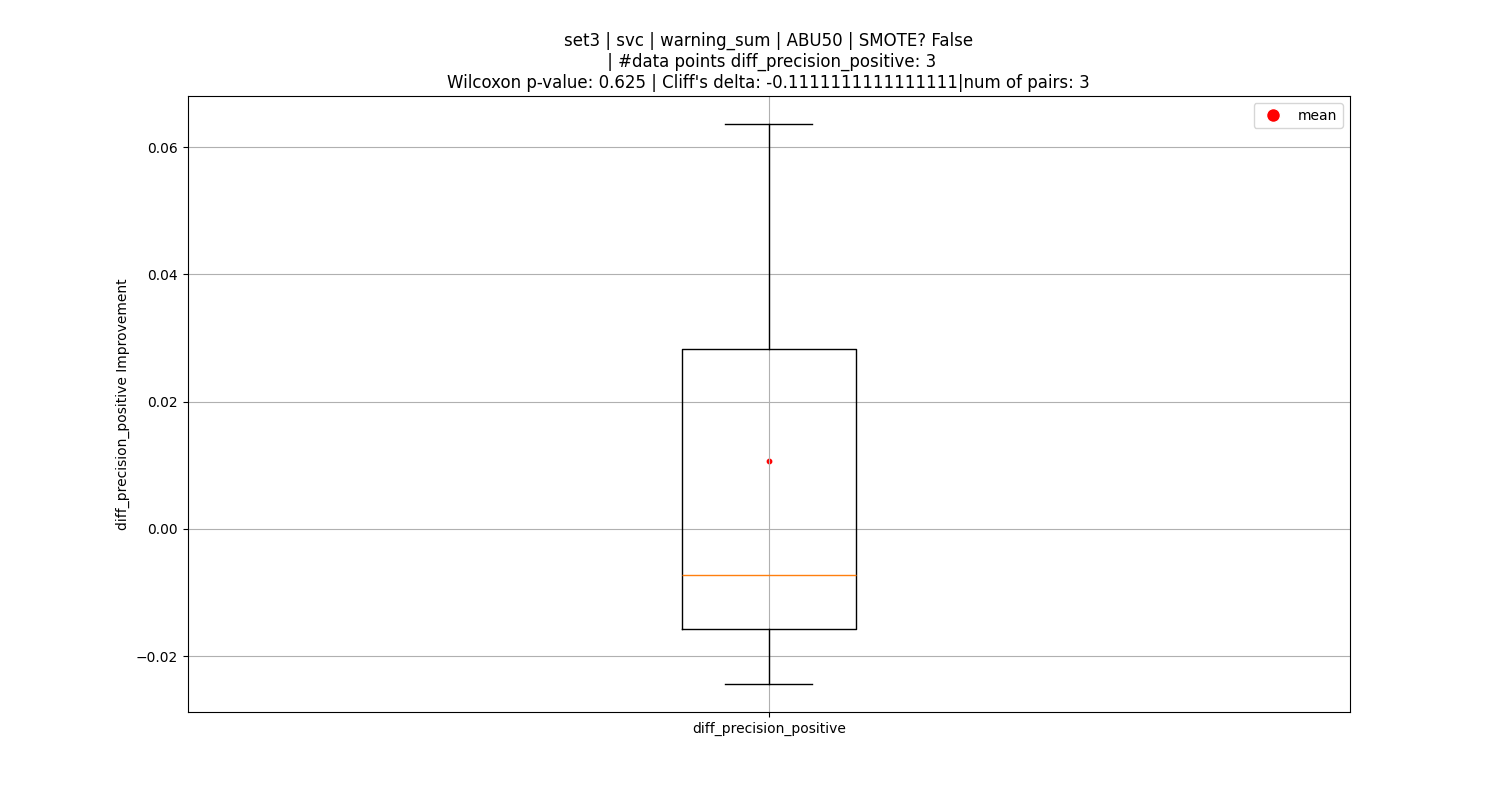 set3 | svc | warning_sum | ABU50 | SMOTE? False
| #data points diff_precision_positive: 3
Wilcoxon p-value: 0.625 | Cliff's delta: -0.1111111111111111|num of pairs: 3
mean
0.06
0.04
0.02
0.00
−0.02
diff_precision_positive Improvement
diff_precision_positive